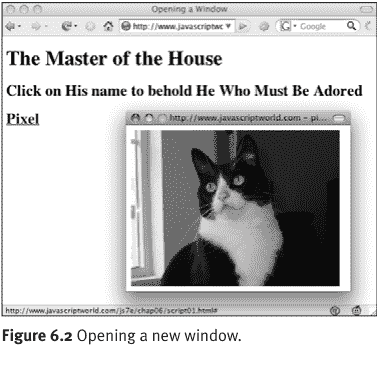 Opening a Window
http://www.javascriptwc
Google
The Master of the House
Click on His name to behold He Who Must Be Adored
Pixel
http://www.javascriptworld.com – pi...
http://www.javascriptworld.com/js7e/chap06/script01.html#
Figure 6.2 Opening a new window.